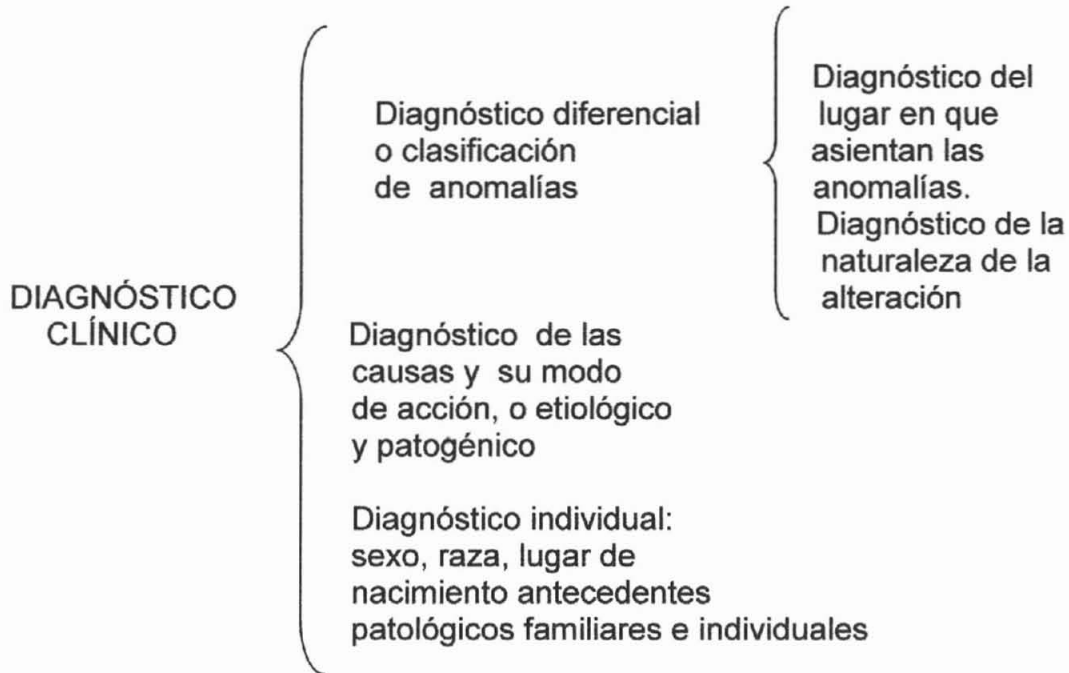 DIAGNÓSTICO
CLÍNICO
Diagnóstico diferencial
o clasificación
de anomalías
Diagnóstico del
lugar en que
asientan las
anomalías.
Diagnóstico de la
naturaleza de la
alteración
Diagnóstico de las
causas y su modo
de acción, o etiológico
y patogénico
Diagnóstico individual:
sexo, raza, lugar de
nacimiento antecedentes
patológicos familiares e individuales